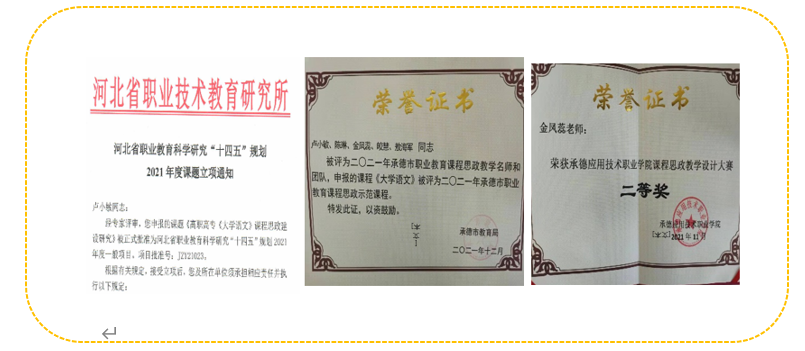 河北省职业技术教育研究所
河北省职业教育科学研究“十四五”规划
2021年度课题立项通知
卢小敏同志:
段专家评审,您申报的课题《高职高专《大学语文》课程思政建
设研究》被正式批准为河北省职业教育科学研究“十四五”规划2021
年度一般项目。项目批准号:JZY21023。
根据有关规定,接受立项后,您及所在单位须承担相应责任并执
行以下规定:
荣誉证书
卢小敏、陈琳、金凤蕊、敖海军 同志
被评为二〇二一年承德市职业教育课程思政教学名师和
团队,申报的课程《大学语文》被评为二〇二一年承德市职业
教育课程思政示范课程。
特发此证,以资鼓励。
承德市教育局
二〇二一年十二月
荣誉证书
金凤蕊老师:
荣获承德应用技术职业学院课程思政教学设计大赛
二等奖
承德应用技术职业学院
2021年11月